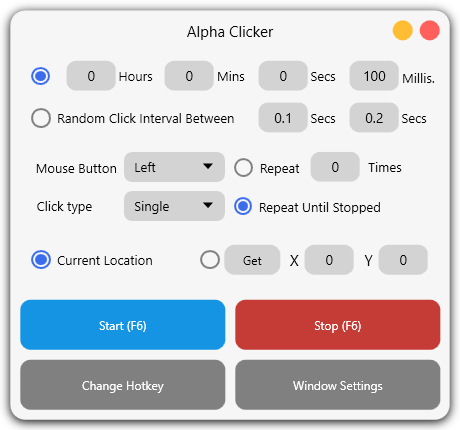 Alpha Clicker
0 Hours 0 Mins 0 Secs 100 Millis.
Random Click Interval Between 0.1 Secs 0.2 Secs
Mouse Button Left Repeat 0 Times
Click type Single Repeat Until Stopped
Current Location Get X 0 Y 0
Start (F6) Stop (F6)
Change Hotkey Window Settings